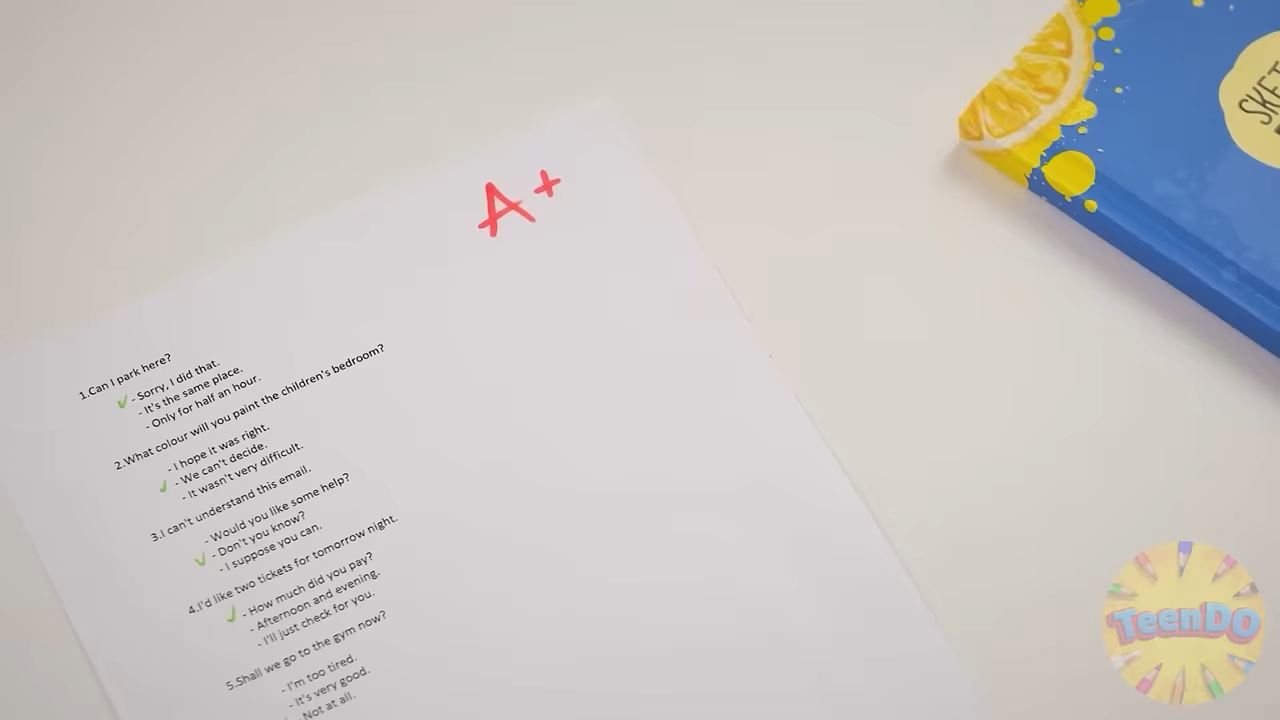 A+
1.Can I park here?
- Sorry, I did that.
- It's the same place.
- Only for half an hour.
2.What colour will you paint the children's bedroom?
- I hope it was right.
- We can't decide.
- It wasn't very difficult.
3.I can't understand this email.
- Would you like some help?
- Don't you know?
- I suppose you can.
4.I'd like two tickets for tomorrow night.
- How much did you pay?
- Afternoon and evening.
- I'll just check for you.
5.Shall we go to the gym now?
- I'm too tired.
- It's very good.
- Not at all.
SKET
TeenDO